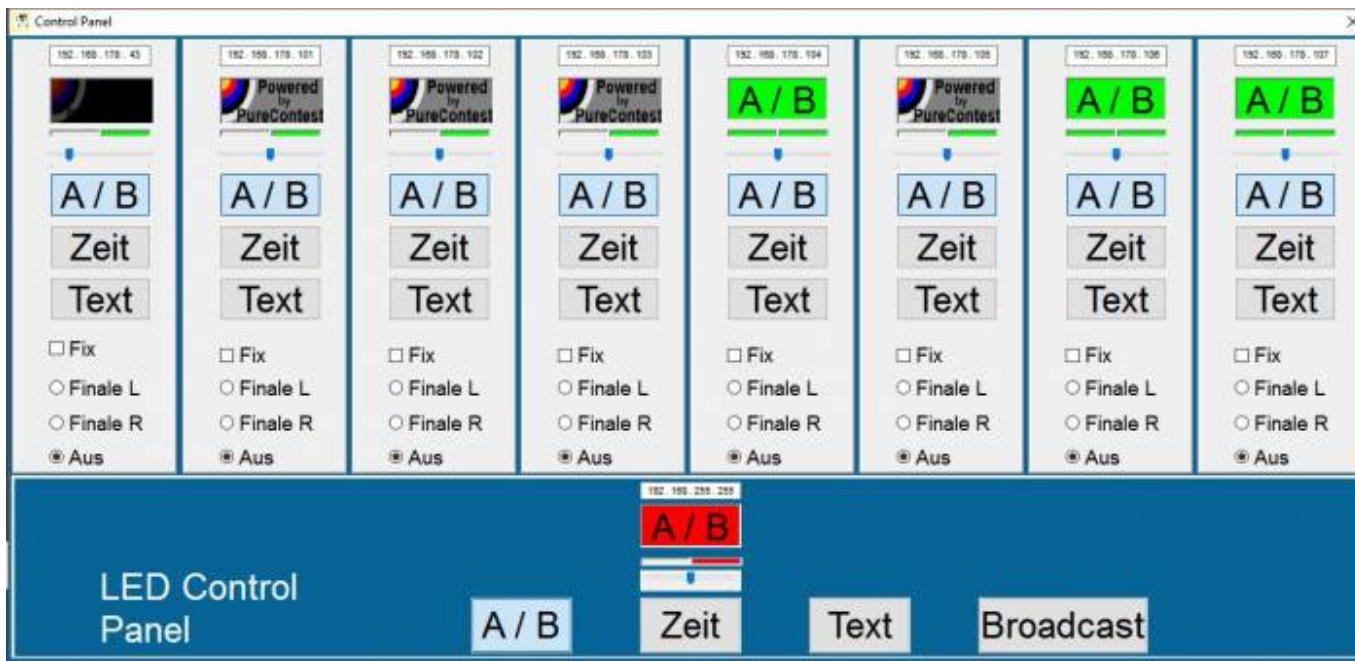 Control Panel
192 . 168 . 178 . 43
192 . 168 . 178 . 101
192 . 168 . 178 . 102
192 . 168 . 178 . 103
192 . 168 . 178 . 104
192 . 168 . 178 . 105
192 . 168 . 178 . 106
192 . 168 . 178 . 107
Powered
by
PureContest
Powered
by
PureContest
Powered
by
PureContest
A / B
Powered
by
PureContest
A / B
A / B
A / B A / B A / B A / B A / B A / B A / B A / B
Zeit Zeit Zeit Zeit Zeit Zeit Zeit Zeit
Text Text Text Text Text Text Text Text
Fix Fix Fix Fix Fix Fix Fix Fix
Finale L Finale L Finale L Finale L Finale L Finale L Finale L Finale L
Finale R Finale R Finale R Finale R Finale R Finale R Finale R Finale R
Aus Aus Aus Aus Aus Aus Aus Aus
192 . 168 . 255 . 255
A / B
LED Control
Panel
A / B Zeit Text Broadcast